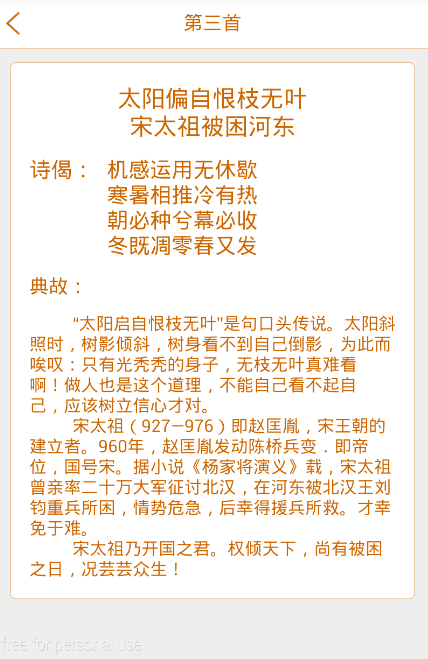 第三首
太阳偏自恨枝无叶
宋太祖被困河东
诗偈： 机感运用无休歇
寒暑相推冷有热
朝必种兮幕必收
冬既凋零春又发
典故：
“太阳启自恨枝无叶”是句口头传说。太阳斜
照时，树影倾斜，树身看不到自己倒影，为此而
唉叹：只有光秃秃的身子，无枝无叶真难看
啊！做人也是这个道理，不能自己看不起自
己，应该树立信心才对。
宋太祖（927—976）即赵匡胤，宋王朝的
建立者。960年，赵匡胤发动陈桥兵变．即帝
位，国号宋。据小说《杨家将演义》载，宋太祖
曾亲率二十万大军征讨北汉，在河东被北汉王刘
钧重兵所困，情势危急，后幸得援兵所救。才幸
免于难。
宋太祖乃开国之君。权倾天下，尚有被困
之日，况芸芸众生！
free for personal use